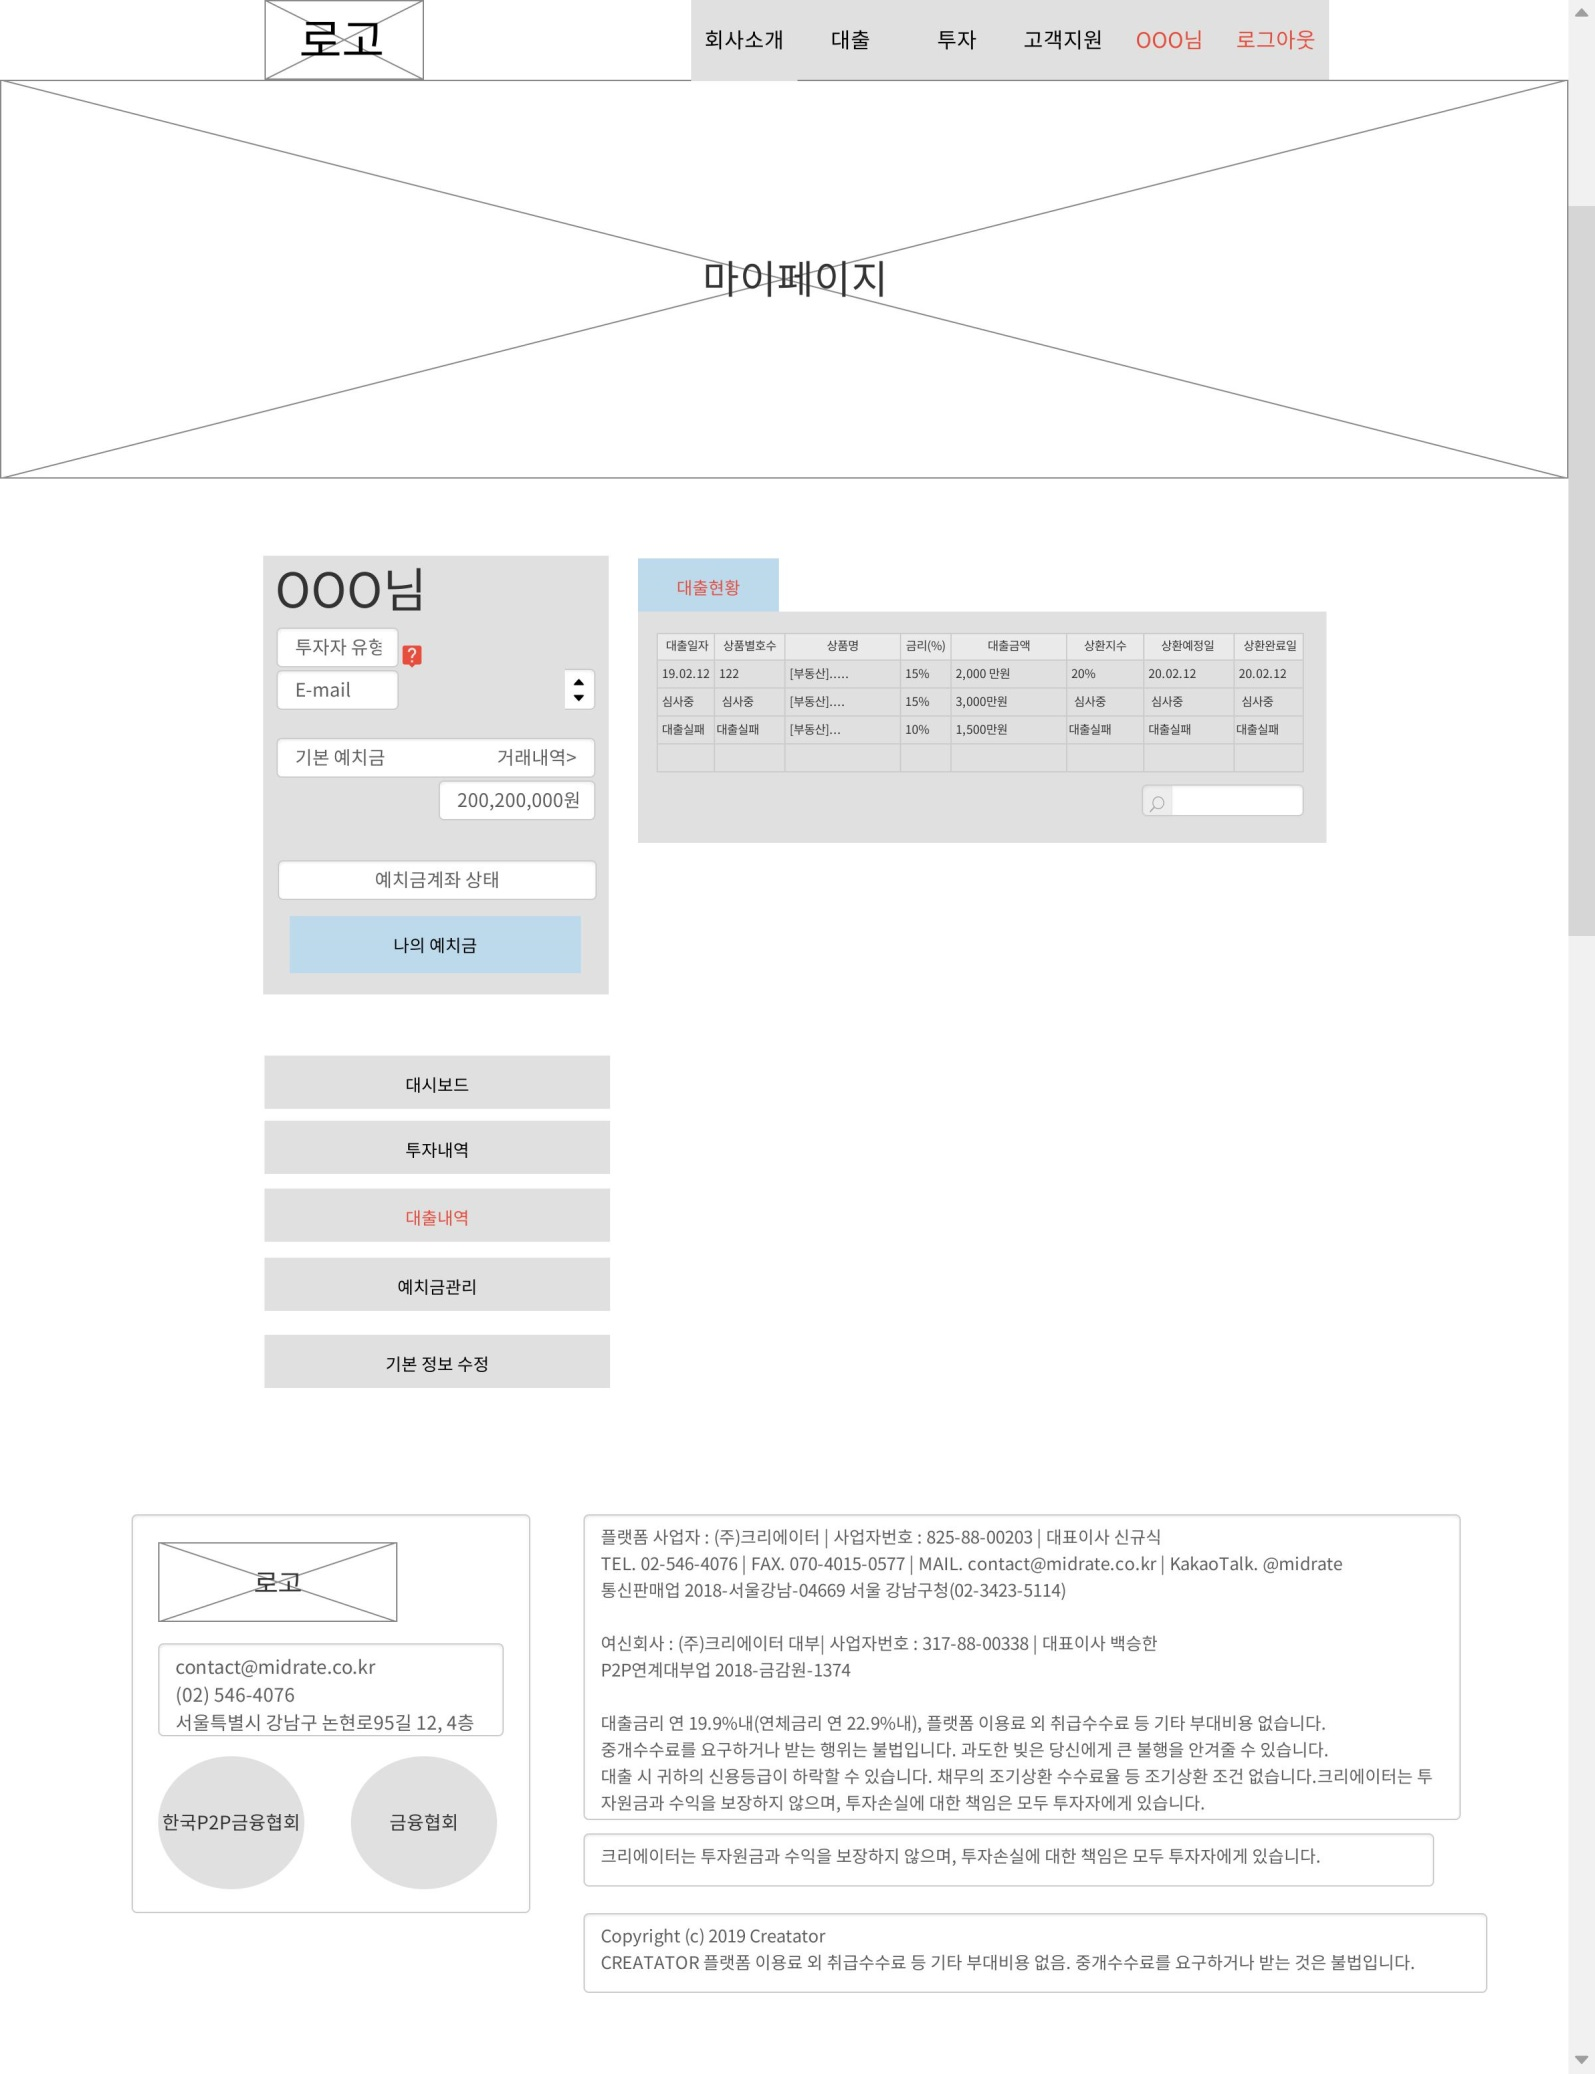 로고
회사소개 대출 투자 고객지원 OOO님 로그아웃
마이페이지
OOO님
투자자 유형
?
E-mail
기본 예치금 거래내역>
200,200,000원
예치금계좌 상태
나의 예치금
대출현황
대출일자 상품별호수 상품명 금리(%) 대출금액 상환지수 상환예정일 상환완료일
19.02.12 122 [부동산]..... 15% 2,000 만원 20% 20.02.12 20.02.12
심사중 심사중 [부동산].... 15% 3,000만원 심사중 심사중 심사중
대출실패 대출실패 [부동산]... 10% 1,500만원 대출실패 대출실패 대출실패
대시보드
투자내역
대출내역
예치금관리
기본 정보 수정
로고
contact@midrate.co.kr
(02) 546-4076
서울특별시 강남구 논현로95길 12, 4층
한국P2P금융협회
금융협회
플랫폼 사업자 : (주)크리에이터 | 사업자번호 : 825-88-00203 | 대표이사 신규식
TEL. 02-546-4076 | FAX. 070-4015-0577 | MAIL. contact@midrate.co.kr | KakaoTalk. @midrate
통신판매업 2018-서울강남-04669 서울 강남구청(02-3423-5114)
여신회사 : (주)크리에이터 대부| 사업자번호 : 317-88-00338 | 대표이사 백승한
P2P연계대부업 2018-금감원-1374
대출금리 연 19.9%내(연체금리 연 22.9%내), 플랫폼 이용료 외 취급수수료 등 기타 부대비용 없습니다.
중개수수료를 요구하거나 받는 행위는 불법입니다. 과도한 빚은 당신에게 큰 불행을 안겨줄 수 있습니다.
대출 시 귀하의 신용등급이 하락할 수 있습니다. 채무의 조기상환 수수료율 등 조기상환 조건 없습니다.크리에이터는 투
자원금과 수익을 보장하지 않으며, 투자손실에 대한 책임은 모두 투자자에게 있습니다.
크리에이터는 투자원금과 수익을 보장하지 않으며, 투자손실에 대한 책임은 모두 투자자에게 있습니다.
Copyright (c) 2019 Creatator
CREATATOR 플랫폼 이용료 외 취급수수료 등 기타 부대비용 없음. 중개수수료를 요구하거나 받는 것은 불법입니다.